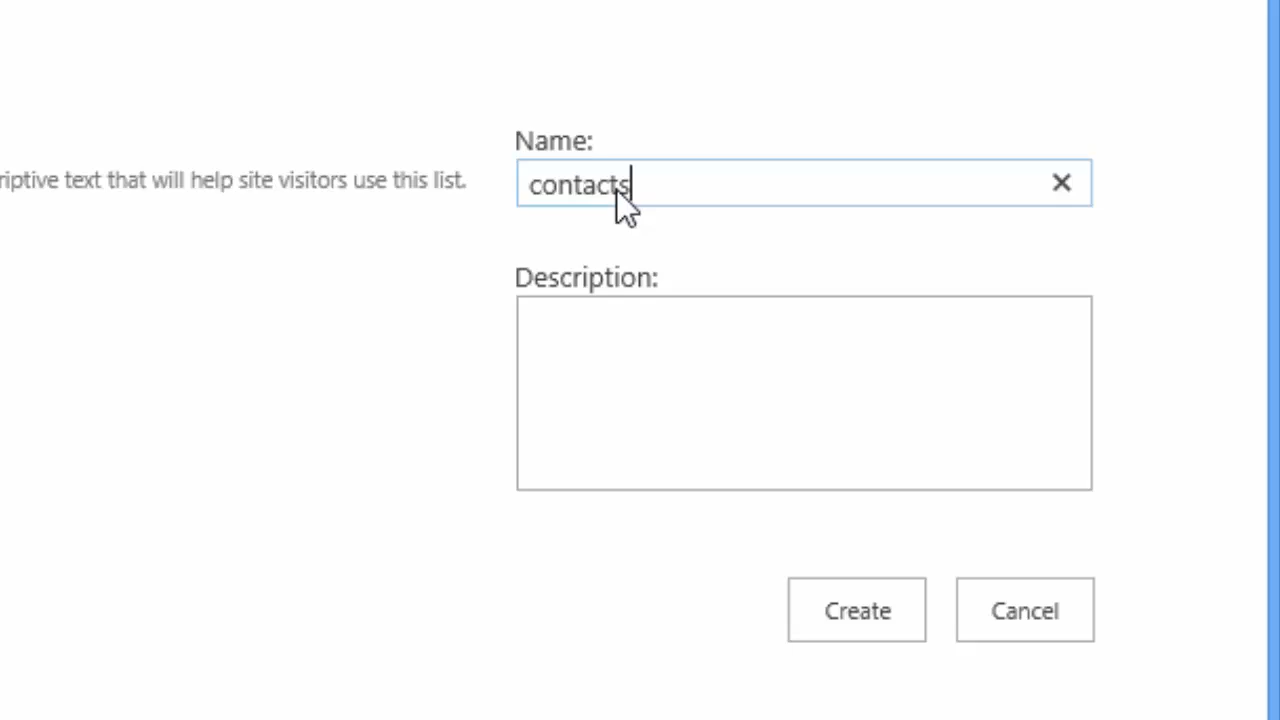 Name:
riptive text that will help site visitors use this list.
contacts
Description:
Create
Cancel